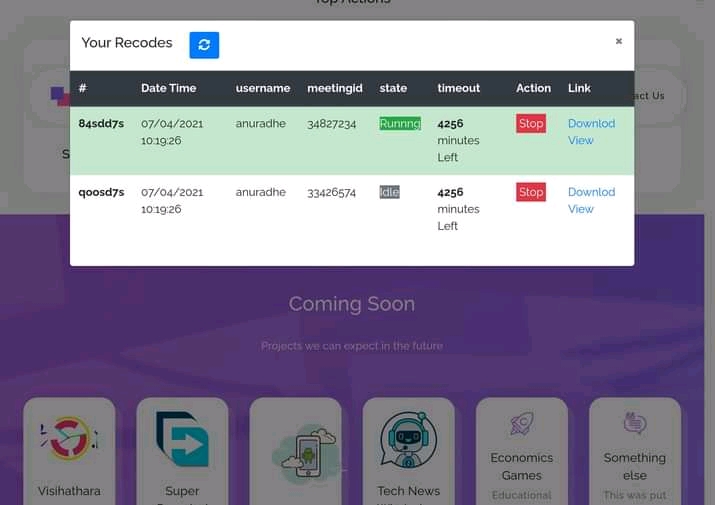 Top Actions
Your Recodes
×
# Date Time username meetingid state timeout Action Link
84sdd7s 07/04/2021 anuradhe 34827234 Runnng 4256 Stop Downlod
10:19:26 minutes View
Left
qoosd7s 07/04/2021 anuradhe 33426574 Idle 4256 Stop Downlod
10:19:26 minutes View
Left
act Us
S
Coming Soon
Projects we can expect in the future
Visihathara
Super
Tech News
Economics
Games
Educational
Something
else
This was put